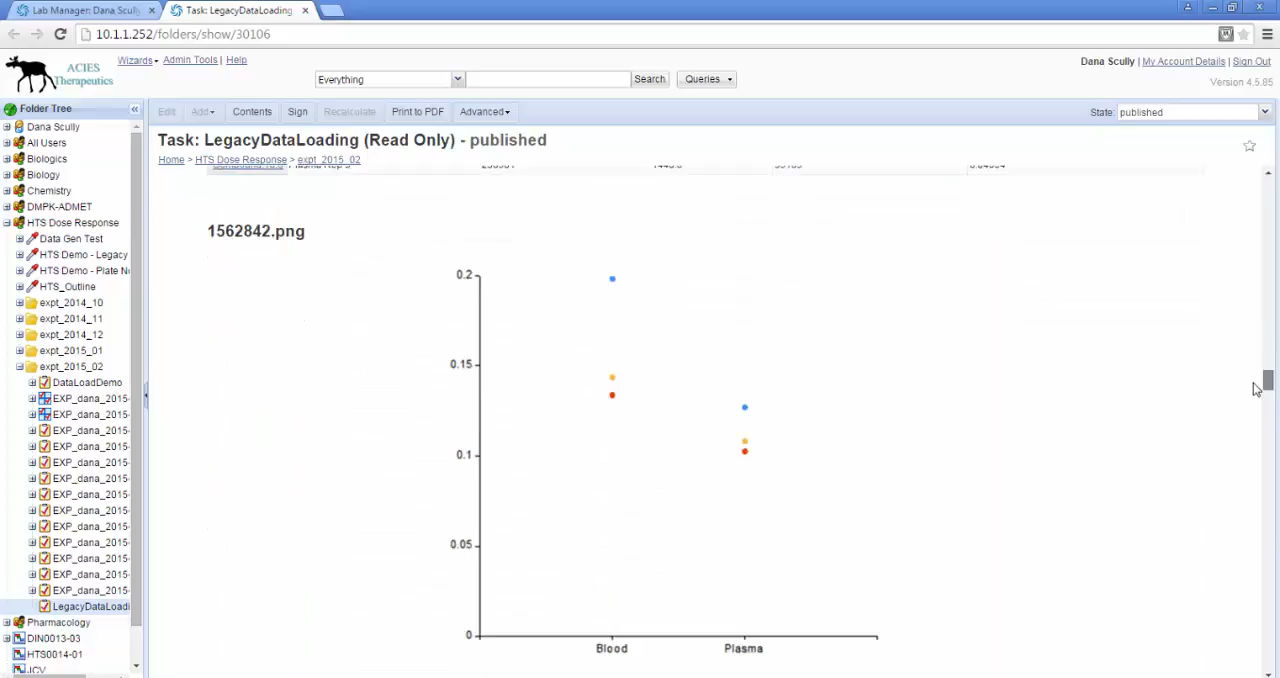 Lab Manager: Dana Scully
Task: LegacyDataLoading
10.1.1.252/folders/show/30106
ACIES
Therapeutics
Wizards
Admin Tools | Help
Everything
Search
Queries
Dana Scully | My Account Details | Sign Out
Version 4.5.85
Folder Tree
Edit
Add
Contents
Sign
Recalculate
Print to PDF
Advanced
State: published
Task: LegacyDataLoading (Read Only) - published
Home > HTS Dose Response > expt_2015_02
Dana Scully
All Users
Biologics
Biology
Chemistry
DMPK-ADMET
HTS Dose Response
Data Gen Test
HTS Demo - Legacy
HTS Demo - Plate N
HTS_Outline
expt_2014_10
expt_2014_11
expt_2014_12
expt_2015_01
expt_2015_02
DataLoadDemo
EXP_dana_2015-
EXP_dana_2015-
EXP_dana_2015-
EXP_dana_2015-
EXP_dana_2015-
EXP_dana_2015-
EXP_dana_2015-
EXP_dana_2015-
EXP_dana_2015-
EXP_dana_2015-
EXP_dana_2015-
EXP_dana_2015-
EXP_dana_2015-
LegacyDataLoadi
Pharmacology
DIN0013-03
HTS0014-01
JCV
1562842.png
0.2
0.15
0.1
0.05
0
Blood
Plasma